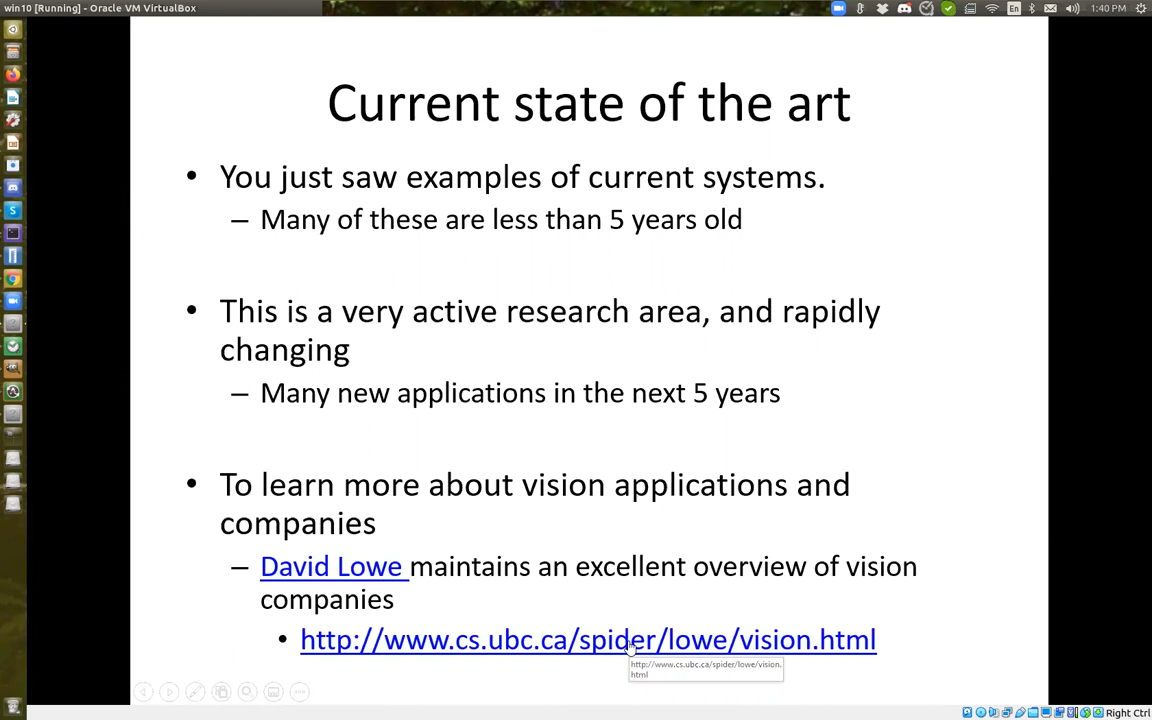 win10 [Running] - Oracle VM VirtualBox
En
1:40 PM
Current state of the art
• You just saw examples of current systems.
– Many of these are less than 5 years old
• This is a very active research area, and rapidly
changing
– Many new applications in the next 5 years
• To learn more about vision applications and
companies
– David Lowe maintains an excellent overview of vision
companies
• http://www.cs.ubc.ca/spider/lowe/vision.html
http://www.cs.ubc.ca/spider/lowe/vision.
html
Right Ctrl